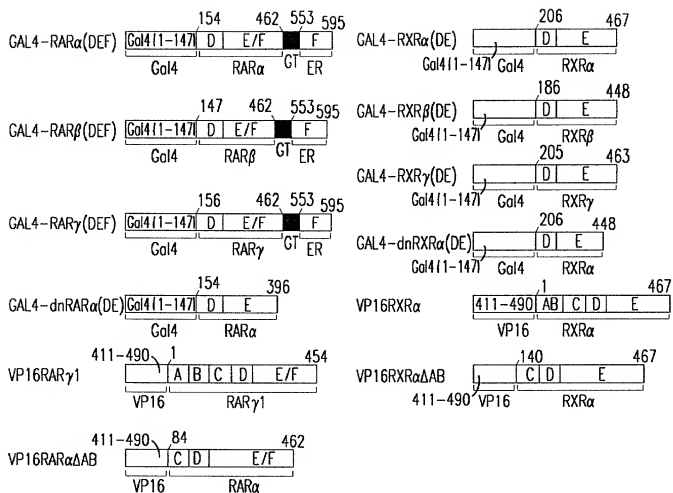 154 462 553 595
GAL4-RARα(DEF) Gal4(1-147) D E/F F
Gal4 RARα GT ER
147 462 553 595
GAL4-RARβ(DEF) Gal4(1-147) D E/F F
Gal4 RARβ GT ER
156 462 553 595
GAL4-RARγ(DEF) Gal4(1-147) D E/F F
Gal4 RARγ GT ER
154 396
GAL4-dnRARα(DE) Gal4(1-147) D E
Gal4 RARα
411-490 1 454
VP16RARγ1 A B C D E/F
VP16 RARγ1
411-490 84 462
VP16RARαΔAB C D E/F
VP16 RARα
206 467
GAL4-RXRα(DE) D E
Gal4(1-147) Gal4 RXRα
186 448
GAL4-RXRβ(DE) D E
Gal4(1-147) Gal4 RXRβ
205 463
GAL4-RXRγ(DE) D E
Gal4(1-147) Gal4 RXRγ
206 448
GAL4-dnRXRα(DE) D E
Gal4(1-147) Gal4 RXRα
1 467
VP16RXRα 411-490 AB C D E
VP16 RXRα
140 467
VP16RXRαΔAB C D E
411-490 VP16 RXRα